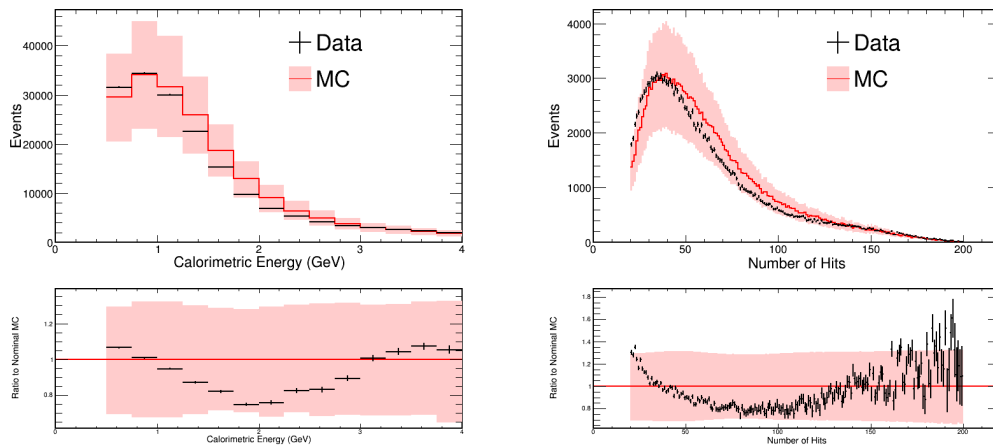 40000
30000
20000
10000
0
Events
Data
MC
0 1 2 3 4
Calorimetric Energy (GeV)
4000
3000
2000
1000
0
Events
Data
MC
0 50 100 150 200
Number of Hits
1.2
1
0.8
Ratio to Nominal MC
0 1 2 3 4
Calorimetric Energy (GeV)
1.8
1.6
1.4
1.2
1
0.8
Ratio to Nominal MC
0 50 100 150 200
Number of Hits